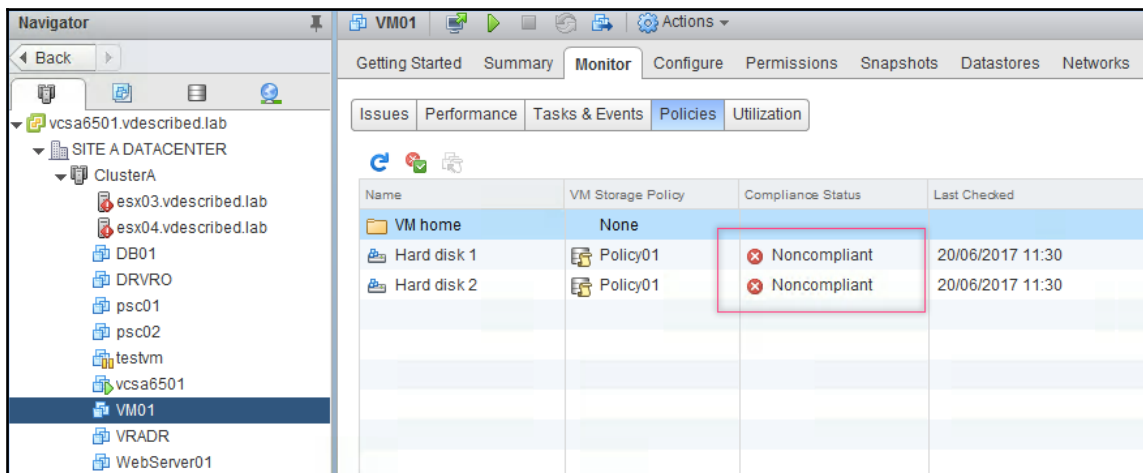 Navigator
Back
vcsa6501.vdescribed.lab
SITE A DATACENTER
ClusterA
esx03.vdescribed.lab
esx04.vdescribed.lab
DB01
DRVRO
psc01
psc02
testvm
vcsa6501
VM01
VRADR
WebServer01
VM01 Actions
Getting Started Summary Monitor Configure Permissions Snapshots Datastores Networks
Issues Performance Tasks & Events Policies Utilization
Name VM Storage Policy Compliance Status Last Checked
VM home None
Hard disk 1 Policy01 Noncompliant 20/06/2017 11:30
Hard disk 2 Policy01 Noncompliant 20/06/2017 11:30